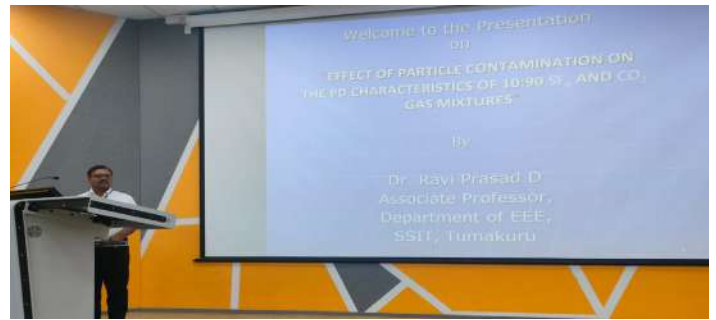 Welcome to the Presentation
on
EFFECT OF PARTICLE CONTAMINATION ON
THE PD CHARACTERISTICS OF 10:90 SF₆ AND CO₂
GAS MIXTURES"
By
Dr. Ravi Prasad D
Associate Professor,
Department of EEE,
SSIT, Tumakuru